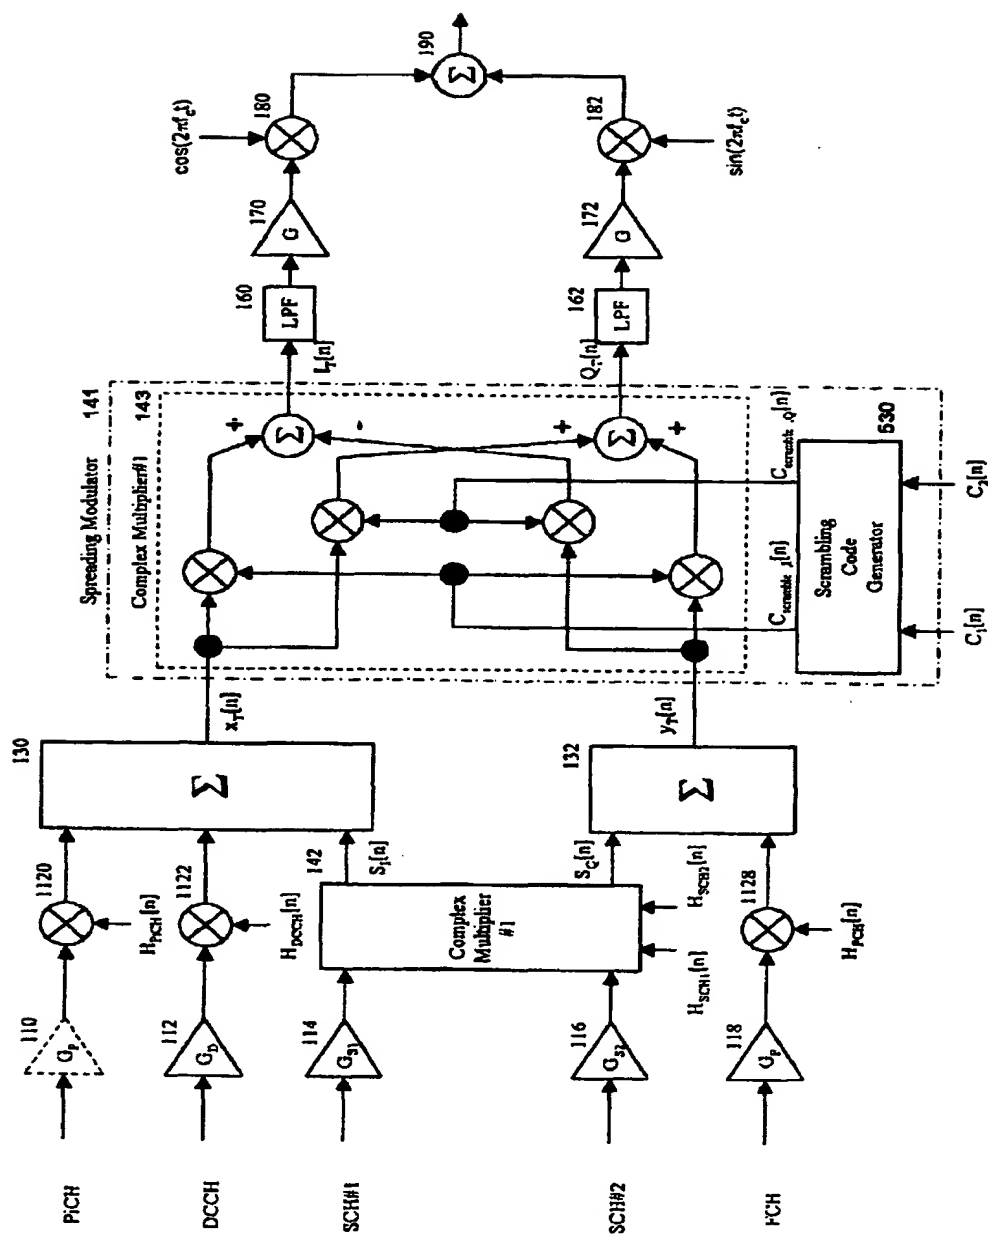 PiCH
110
G_P
1120
H_PiCH[n]
130
Σ
DCCH
112
G_D
1122
H_DCCH[n]
SCH#1
114
G_S1
142
S_I[n]
Complex
Multiplier
#1
SCH#2
116
G_S2
S_Q[n]
H_SCH1[n]
H_SCH2[n]
132
Σ
FCH
118
1128
x_T[n]
y_T[n]
Spreading Modulator 141
Complex Multiplier#1 143
+
-
Σ
+
+
Σ
C_scramble ,I[n]
C_scramble ,Q[n]
Scrambling
Code
Generator
530
C_1[n]
C_2[n]
I_T[n]
Q_T[n]
160
LPF
162
LPF
170
G
172
G
cos(2πf_ct)
180
sin(2πf_ct)
182
190
Σ